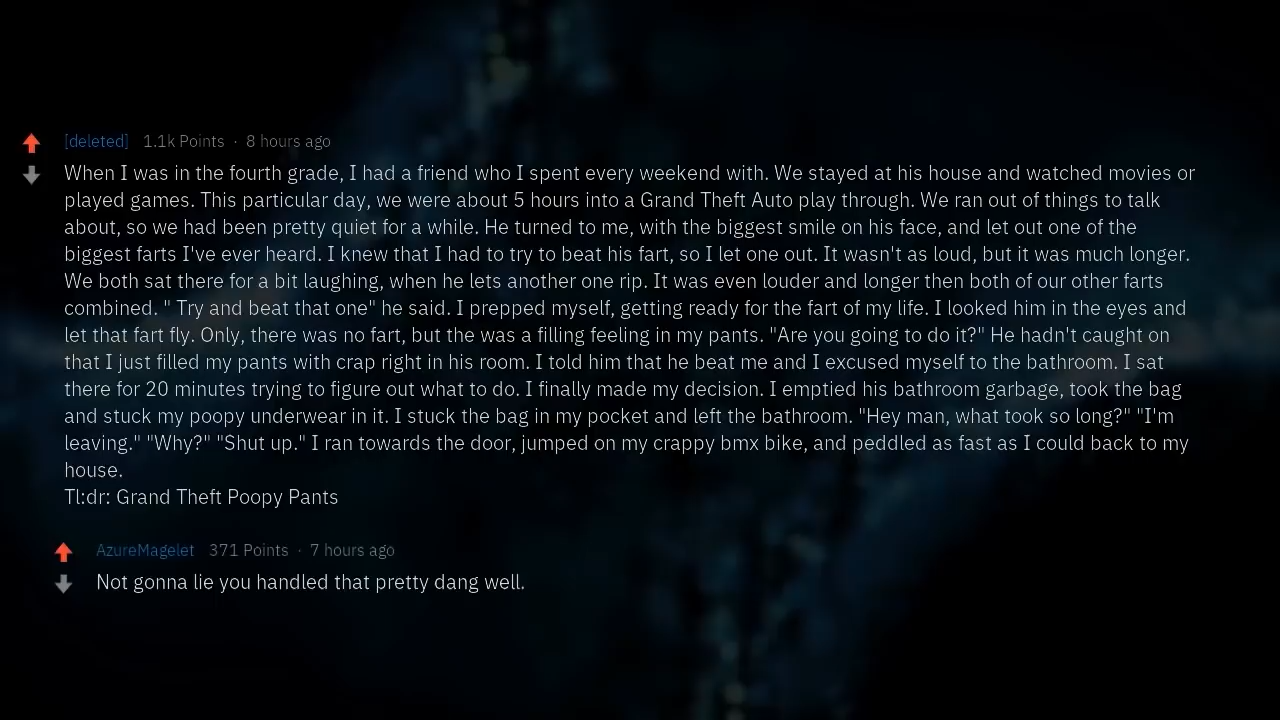 [deleted] 1.1k Points · 8 hours ago
When I was in the fourth grade, I had a friend who I spent every weekend with. We stayed at his house and watched movies or
played games. This particular day, we were about 5 hours into a Grand Theft Auto play through. We ran out of things to talk
about, so we had been pretty quiet for a while. He turned to me, with the biggest smile on his face, and let out one of the
biggest farts I've ever heard. I knew that I had to try to beat his fart, so I let one out. It wasn't as loud, but it was much longer.
We both sat there for a bit laughing, when he lets another one rip. It was even louder and longer then both of our other farts
combined. " Try and beat that one" he said. I prepped myself, getting ready for the fart of my life. I looked him in the eyes and
let that fart fly. Only, there was no fart, but the was a filling feeling in my pants. "Are you going to do it?" He hadn't caught on
that I just filled my pants with crap right in his room. I told him that he beat me and I excused myself to the bathroom. I sat
there for 20 minutes trying to figure out what to do. I finally made my decision. I emptied his bathroom garbage, took the bag
and stuck my poopy underwear in it. I stuck the bag in my pocket and left the bathroom. "Hey man, what took so long?" "I'm
leaving." "Why?" "Shut up." I ran towards the door, jumped on my crappy bmx bike, and peddled as fast as I could back to my
house.
Tl:dr: Grand Theft Poopy Pants
AzureMagelet 371 Points · 7 hours ago
Not gonna lie you handled that pretty dang well.